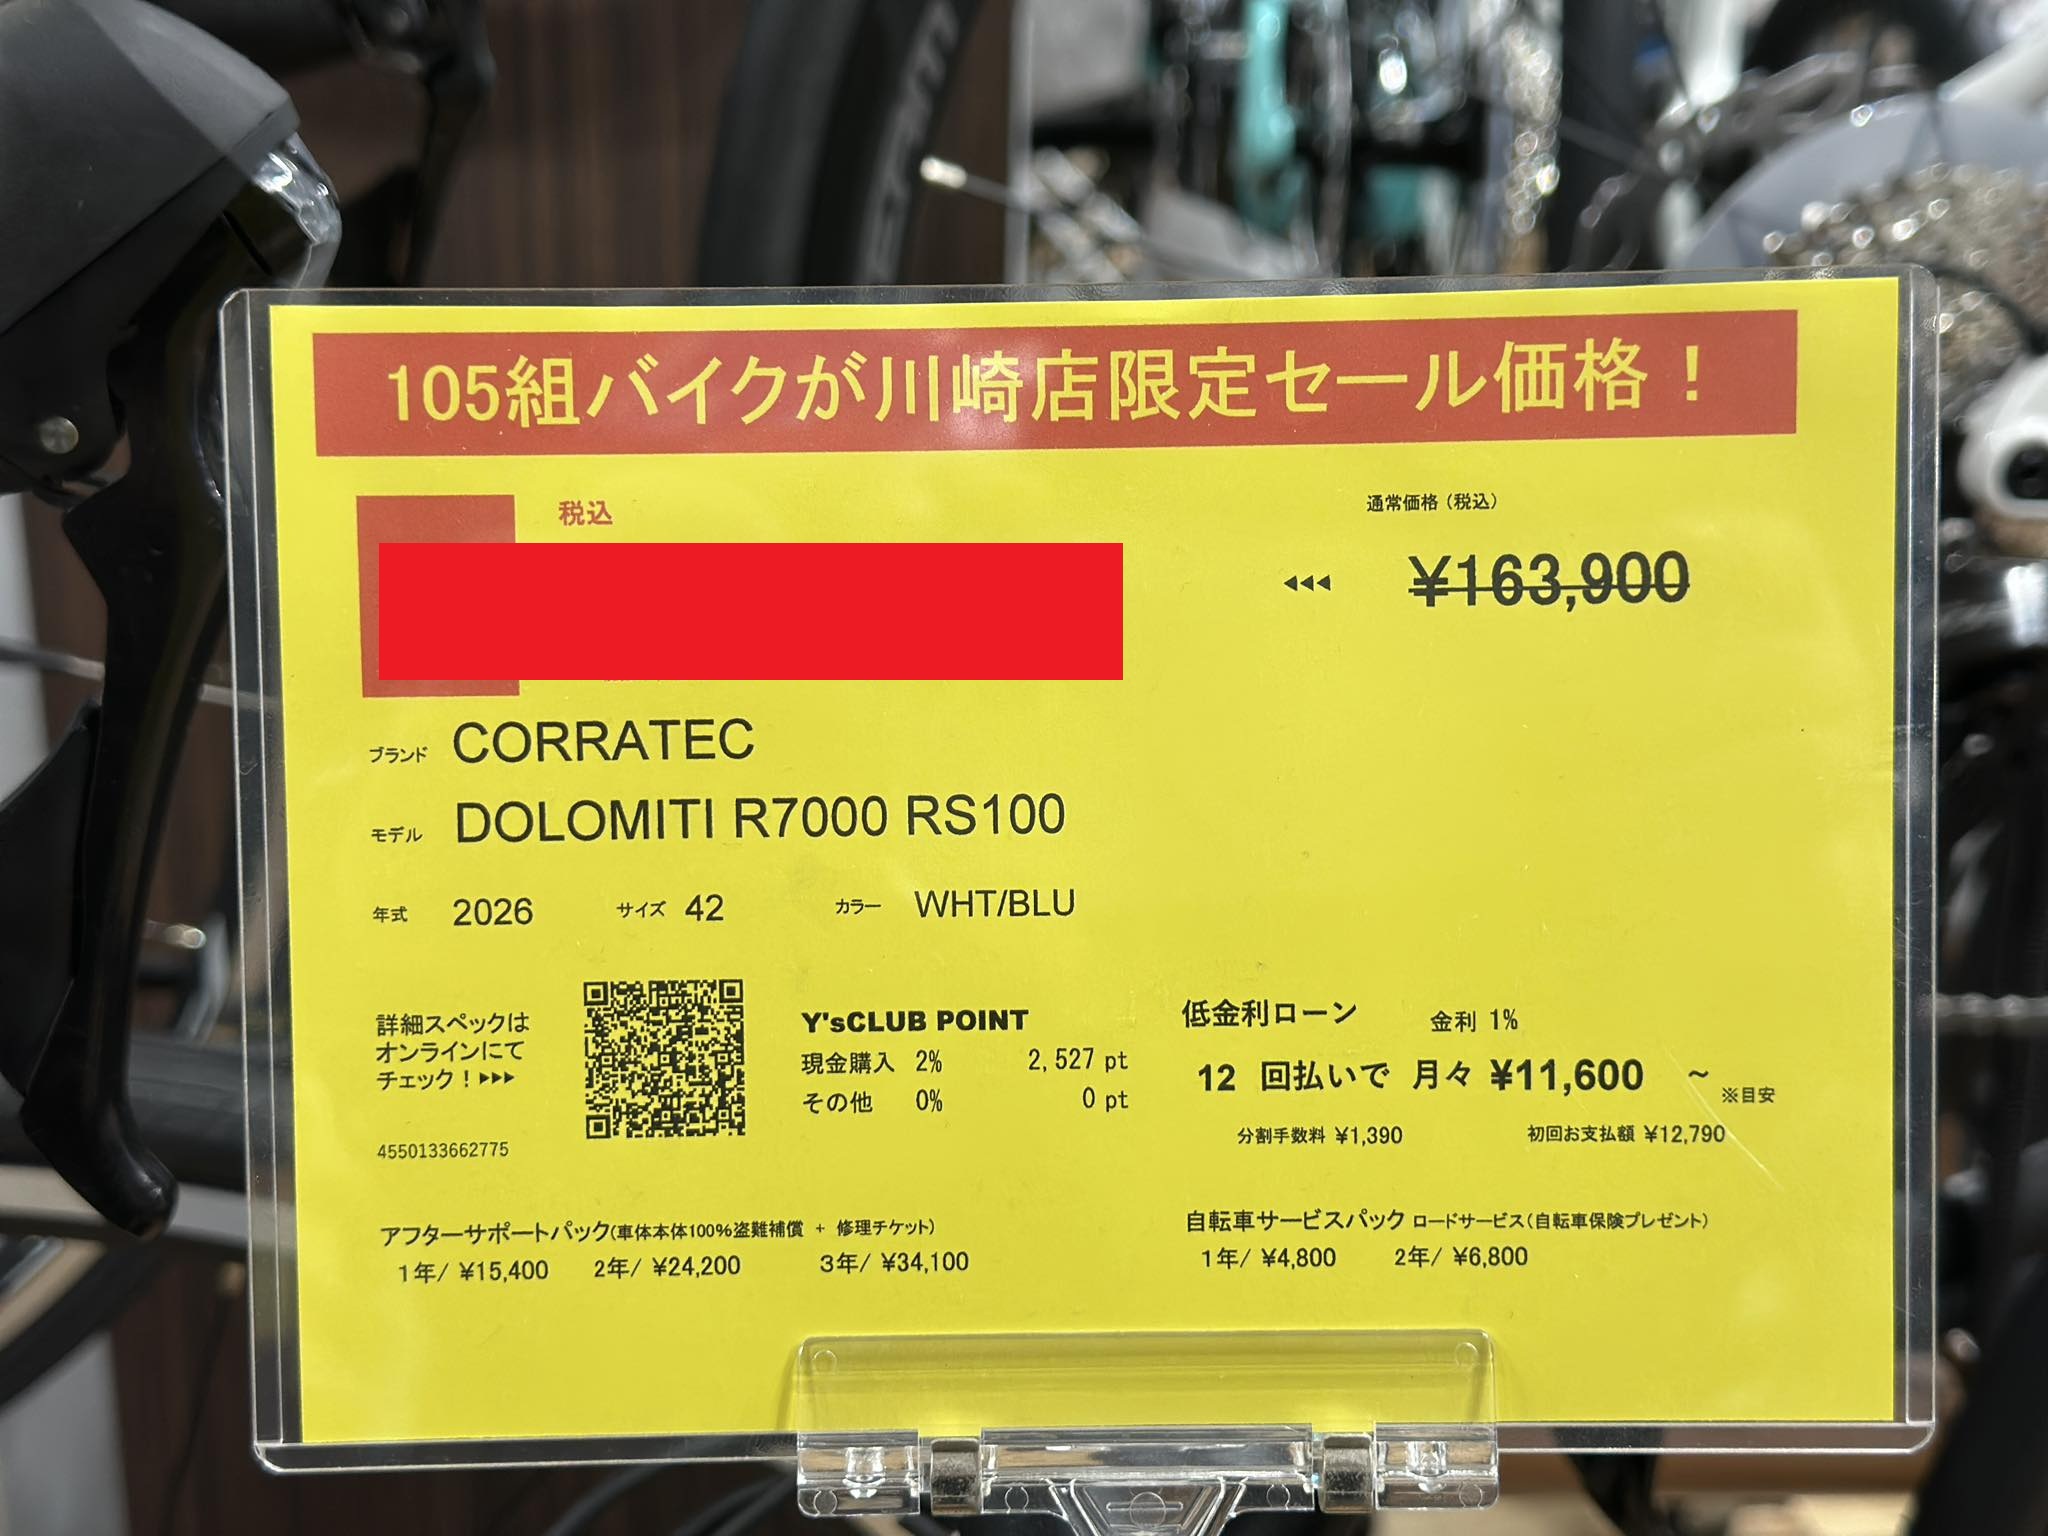 105組バイクが川崎店限定セール価格！
税込
通常価格（税込）
◀◀◀ ¥163,900
ブランド CORRATEC
モデル DOLOMITI R7000 RS100
年式 2026 サイズ 42 カラー WHT/BLU
詳細スペックは
オンラインにて
チェック！▶▶▶
4550133662775
Y'sCLUB POINT
現金購入 2% 2,527 pt
その他 0% 0 pt
低金利ローン 金利 1%
12 回払いで 月々 ¥11,600 ～ ※目安
分割手数料 ¥1,390 初回お支払額 ¥12,790
アフターサポートパック(車体本体100%盗難補償 + 修理チケット)
1年/ ¥15,400 2年/ ¥24,200 3年/ ¥34,100
自転車サービスパック ロードサービス(自転車保険プレゼント)
1年/ ¥4,800 2年/ ¥6,800